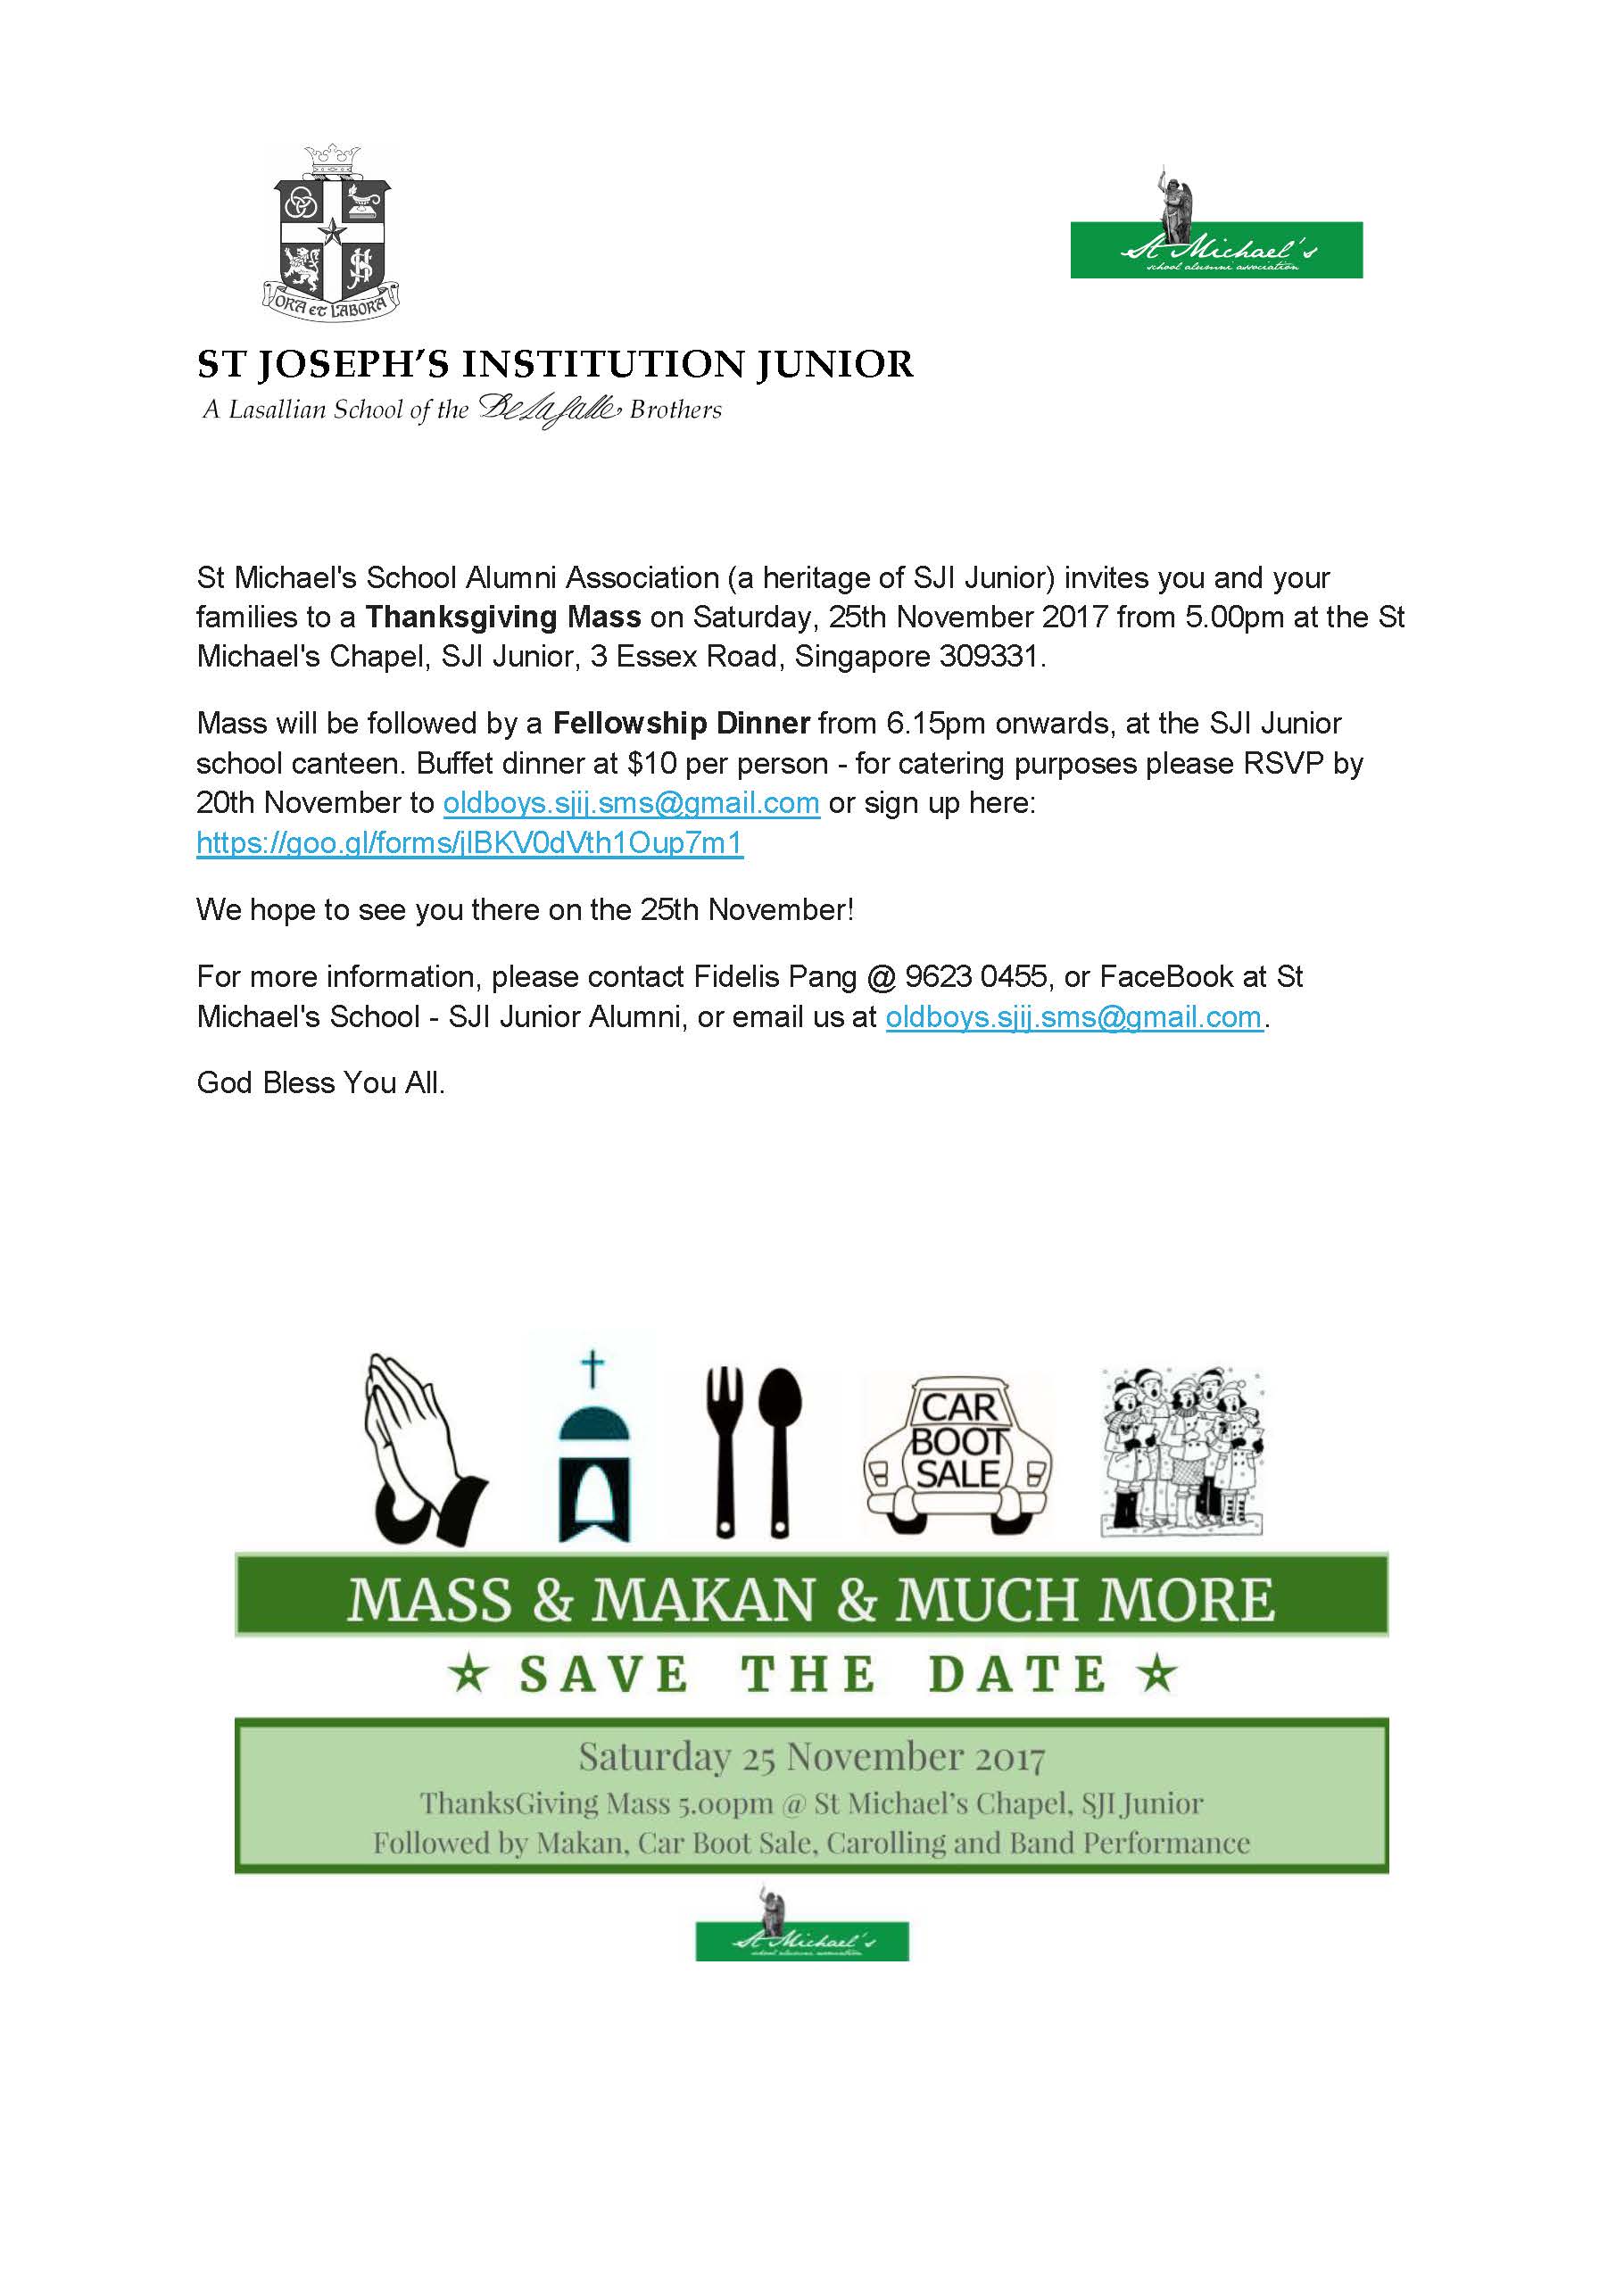 ORA ET LABORA
St Michael's
school alumni association
ST JOSEPH'S INSTITUTION JUNIOR
A Lasallian School of the De La Salle Brothers
St Michael's School Alumni Association (a heritage of SJI Junior) invites you and your
families to a Thanksgiving Mass on Saturday, 25th November 2017 from 5.00pm at the St
Michael's Chapel, SJI Junior, 3 Essex Road, Singapore 309331.
Mass will be followed by a Fellowship Dinner from 6.15pm onwards, at the SJI Junior
school canteen. Buffet dinner at $10 per person - for catering purposes please RSVP by
20th November to oldboys.sjij.sms@gmail.com or sign up here:
https://goo.gl/forms/jlBKV0dVth1Oup7m1
We hope to see you there on the 25th November!
For more information, please contact Fidelis Pang @ 9623 0455, or FaceBook at St
Michael's School - SJI Junior Alumni, or email us at oldboys.sjij.sms@gmail.com.
God Bless You All.
CAR
BOOT
SALE
MASS & MAKAN & MUCH MORE
SAVE THE DATE
Saturday 25 November 2017
ThanksGiving Mass 5.00pm @ St Michael's Chapel, SJI Junior
Followed by Makan, Car Boot Sale, Carolling and Band Performance
St Michael's
school alumni association